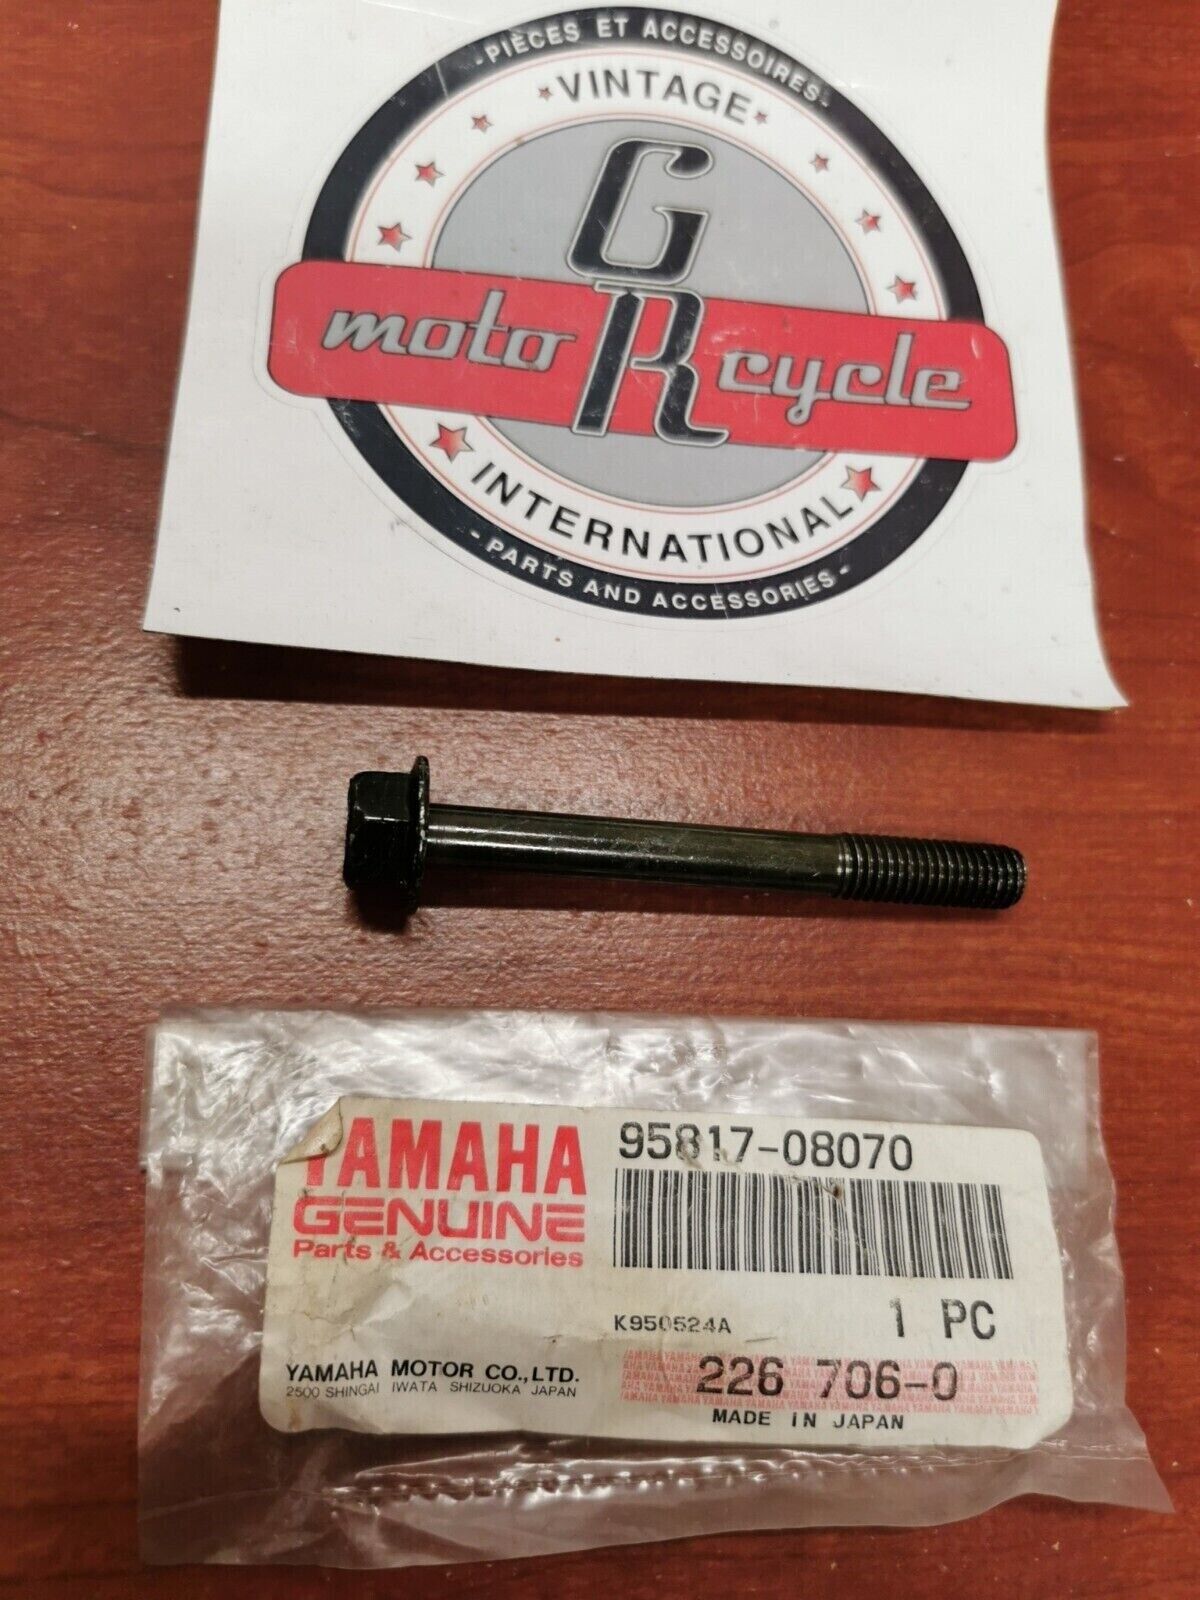 - PIÈCES ET ACCESSOIRES -
VINTAGE
GR
moto cycle
INTERNATIONAL
- PARTS AND ACCESSORIES -
YAMAHA
GENUINE
Parts & Accessories
95817-08070
K950524A
1 PC
YAMAHA MOTOR CO.,LTD.
2500 SHINGAI IWATA SHIZUOKA JAPAN
226 706-0
MADE IN JAPAN